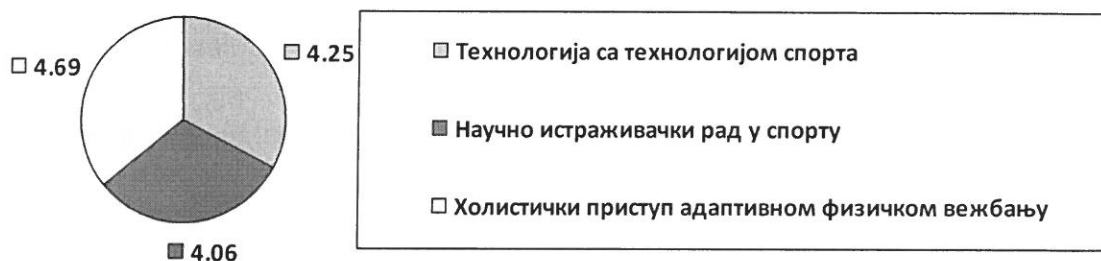 4.69
4.25
4.06
Технологија са технологијом спорта
Научно истраживачки рад у спорту
Холистички приступ адаптивном физичком вежбању